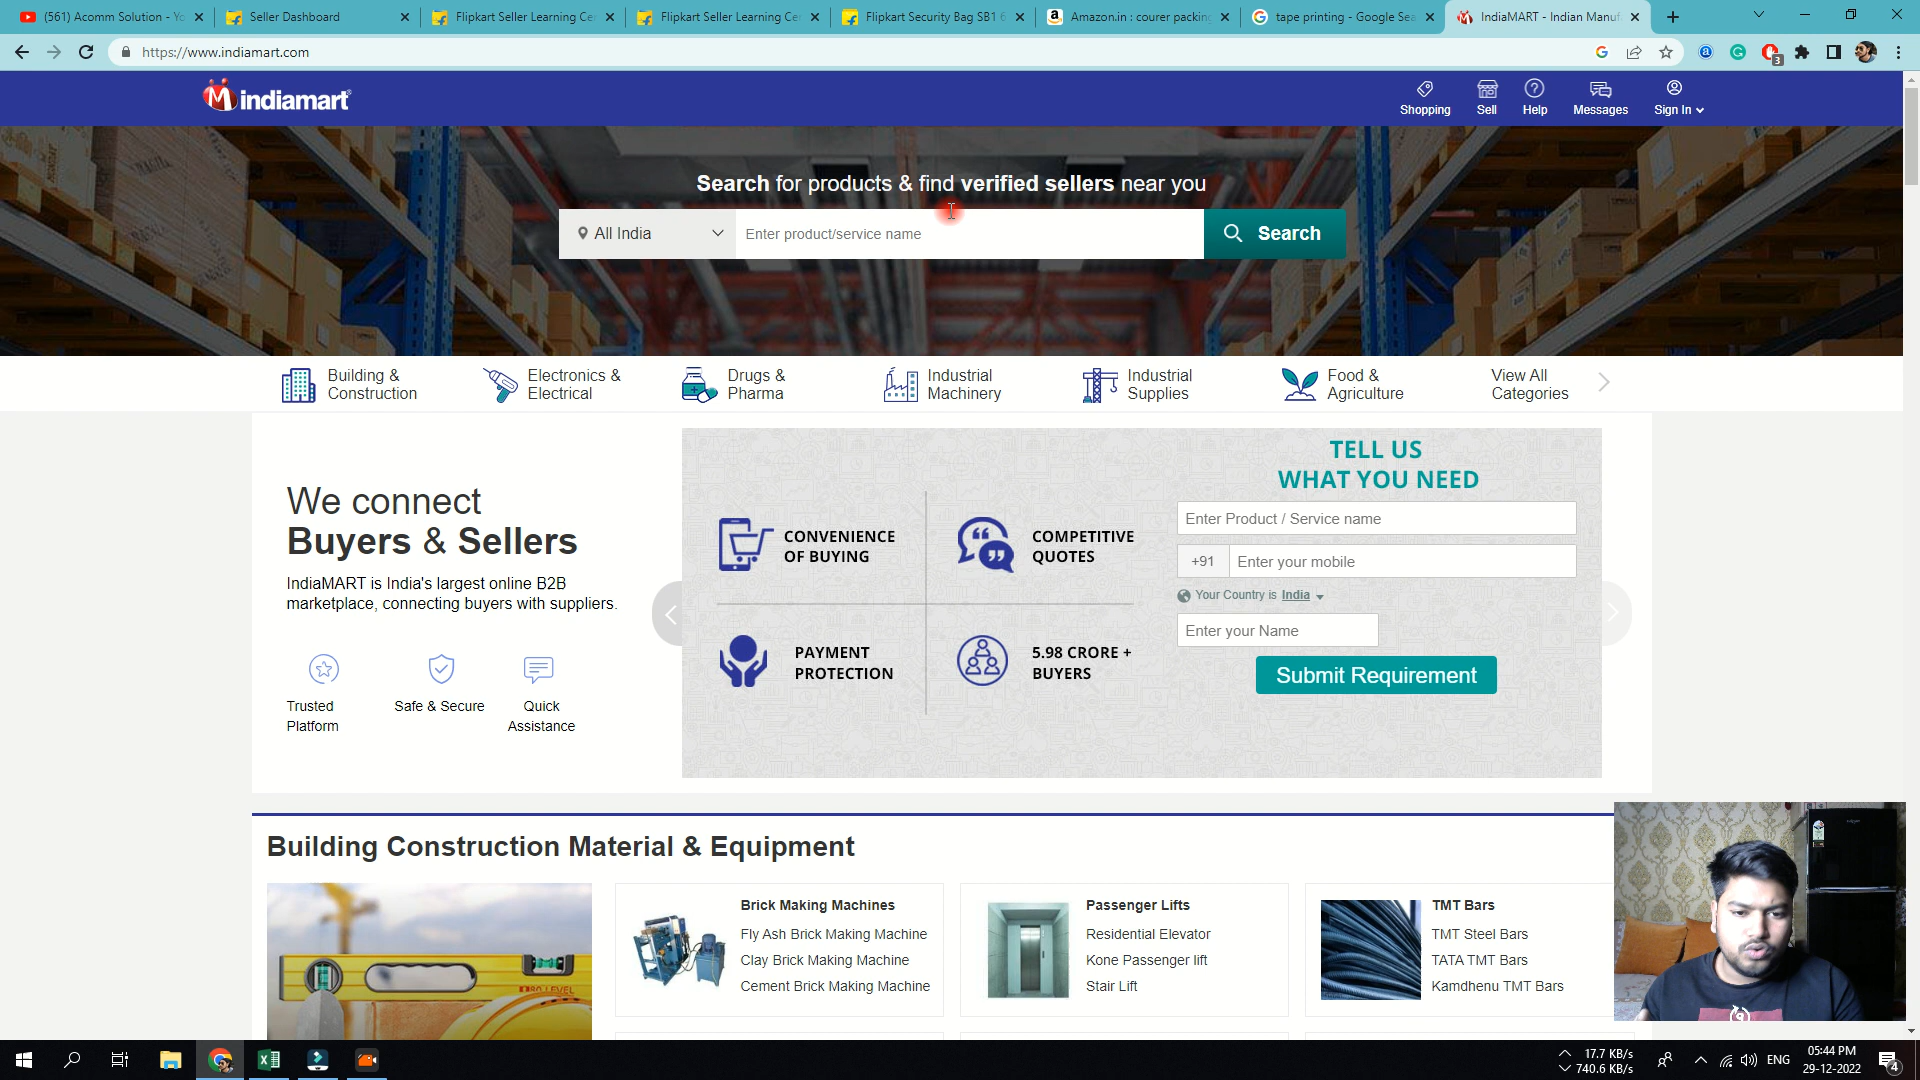 (561) Acomm Solution - Yo
Seller Dashboard
Flipkart Seller Learning Ce
Flipkart Seller Learning Ce
Flipkart Security Bag SB1 6
Amazon.in : courer packing
tape printing - Google Sea
IndiaMART - Indian Manuf
https://www.indiamart.com
3
indiamart
Shopping
Sell
Help
Messages
Sign In
Search for products & find verified sellers near you
All India
Enter product/service name
Search
Building &
Construction
Electronics &
Electrical
Drugs &
Pharma
Industrial
Machinery
Industrial
Supplies
Food &
Agriculture
View All
Categories
We connect
Buyers & Sellers
IndiaMART is India's largest online B2B
marketplace, connecting buyers with suppliers.
Trusted
Platform
Safe & Secure
Quick
Assistance
CONVENIENCE
OF BUYING
COMPETITIVE
QUOTES
PAYMENT
PROTECTION
5.98 CRORE +
BUYERS
TELL US
WHAT YOU NEED
Enter Product / Service name
+91
Enter your mobile
Your Country is India
Enter your Name
Submit Requirement
Building Construction Material & Equipment
Brick Making Machines
Fly Ash Brick Making Machine
Clay Brick Making Machine
Cement Brick Making Machine
Passenger Lifts
Residential Elevator
Kone Passenger lift
Stair Lift
TMT Bars
TMT Steel Bars
TATA TMT Bars
Kamdhenu TMT Bars
17.7 KB/s
740.6 KB/s
ENG
05:44 PM
29-12-2022
4